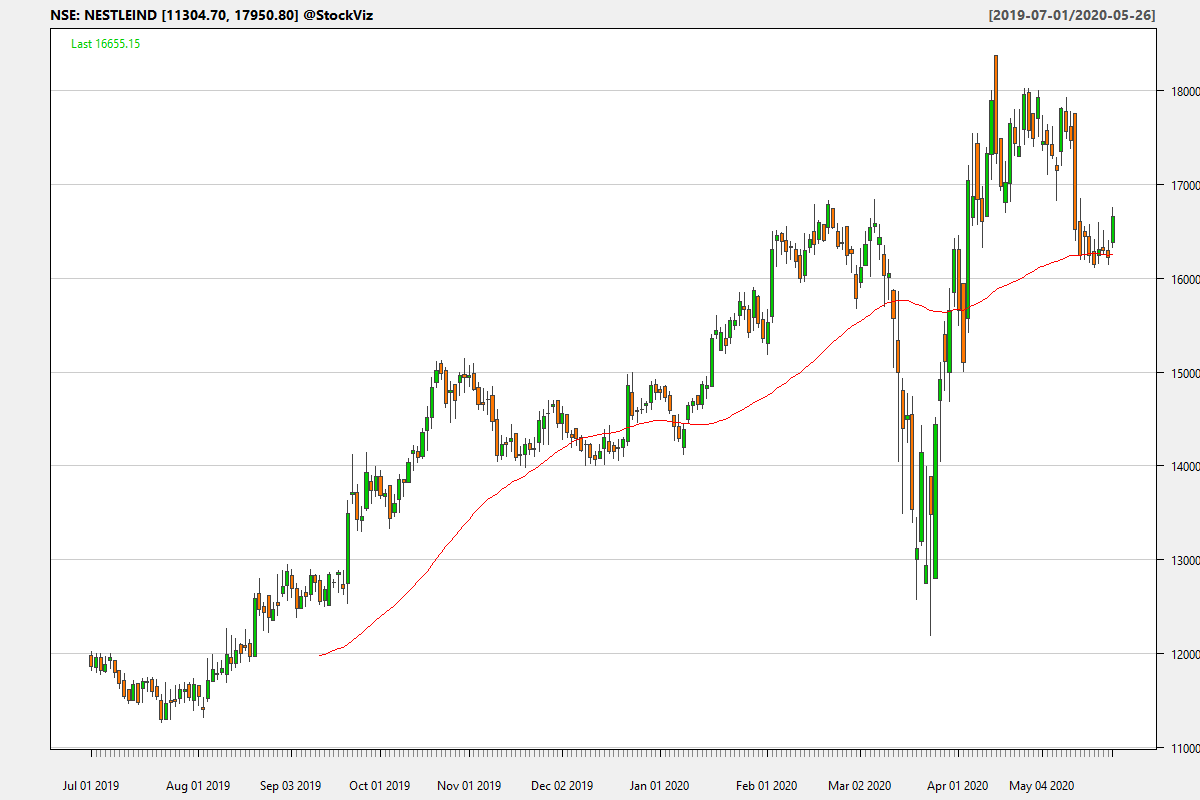 NSE: NESTLEIND [11304.70, 17950.80] @StockViz
[2019-07-01/2020-05-26]
Last 16655.15
18000
17000
16000
15000
14000
13000
12000
11000
Jul 01 2019
Aug 01 2019
Sep 03 2019
Oct 01 2019
Nov 01 2019
Dec 02 2019
Jan 01 2020
Feb 01 2020
Mar 02 2020
Apr 01 2020
May 04 2020